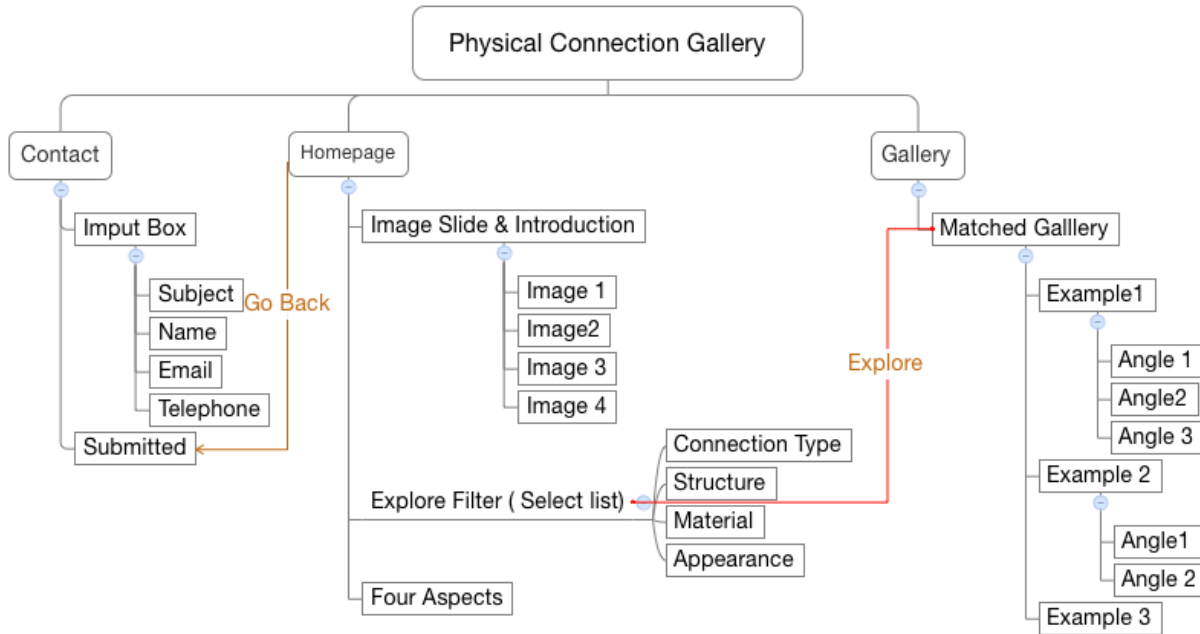 Physical Connection Gallery
Contact
Imput Box
Subject
Name
Email
Telephone
Submitted
Go Back
Homepage
Image Slide & Introduction
Image 1
Image2
Image 3
Image 4
Explore Filter ( Select list)
Connection Type
Structure
Material
Appearance
Four Aspects
Explore
Gallery
Matched Galllery
Example1
Angle 1
Angle2
Angle 3
Example 2
Angle1
Angle 2
Example 3